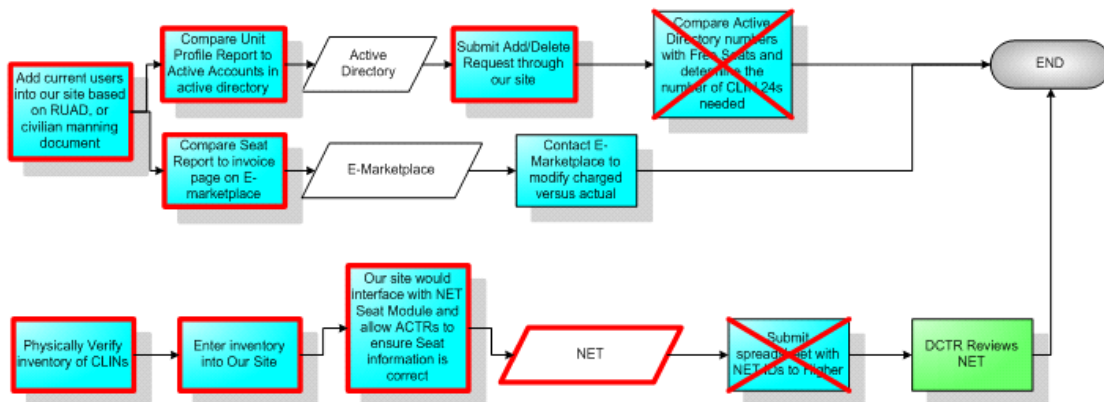 Add current users
into our site based
on RUAD, or
civilian manning
document
Compare Unit
Profile Report to
Active Accounts in
active directory
Active
Directory
Submit Add/Delete
Request through
our site
Compare Active
Directory numbers
with Free Seats and
determine the
number of CLIN 24s
needed
END
Compare Seat
Report to invoice
page on E-
marketplace
E-Marketplace
Contact E-
Marketplace to
modify charged
versus actual
Physically Verify
inventory of CLINs
Enter inventory
into Our Site
Our site would
interface with NET
Seat Module and
allow ACTRs to
ensure Seat
information is
correct
NET
Submit
spreadsheet with
NET IDs to Higher
DCTR Reviews
NET